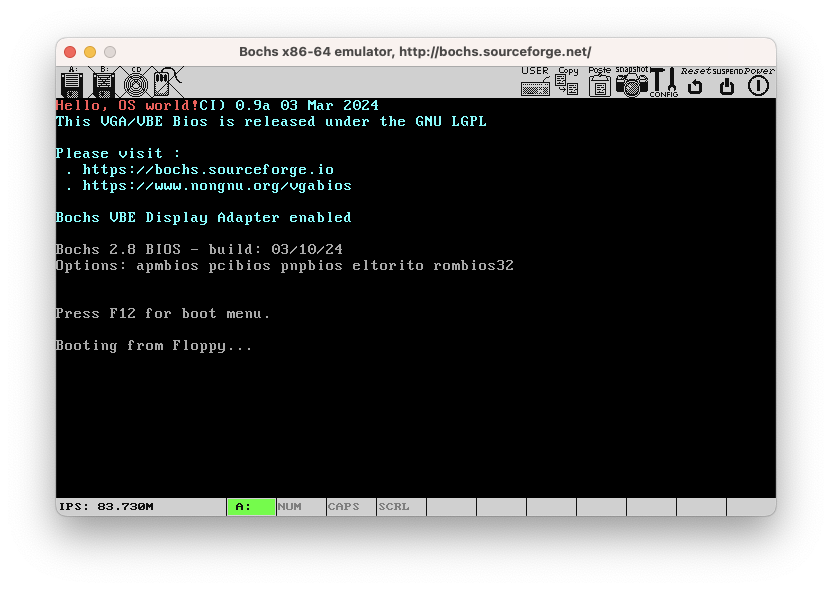 Bochs x86-64 emulator, http://bochs.sourceforge.net/
A: B: CD USER Copy Paste snapshot CONFIG Reset SUSPEND Power
Hello, OS world!CI) 0.9a 03 Mar 2024
This VGA/VBE Bios is released under the GNU LGPL
Please visit :
. https://bochs.sourceforge.io
. https://www.nongnu.org/vgabios
Bochs VBE Display Adapter enabled
Bochs 2.8 BIOS - build: 03/10/24
Options: apmbios pcibios pnpbios eltorito rombios32
Press F12 for boot menu.
Booting from Floppy...
IPS: 83.730M A: NUM CAPS SCRL